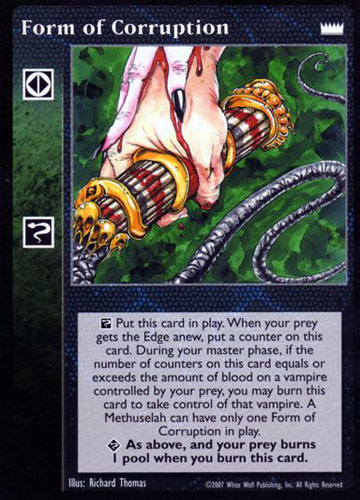 Form of Corruption
Put this card in play. When your prey
gets the Edge anew, put a counter on this
card. During your master phase, if the
number of counters on this card equals or
exceeds the amount of blood on a vampire
controlled by your prey, you may burn this
card to take control of that vampire. A
Methuselah can have only one Form of
Corruption in play.
As above, and your prey burns
1 pool when you burn this card.
Illus: Richard Thomas ©2007 White Wolf Publishing, Inc. All Rights Reserved